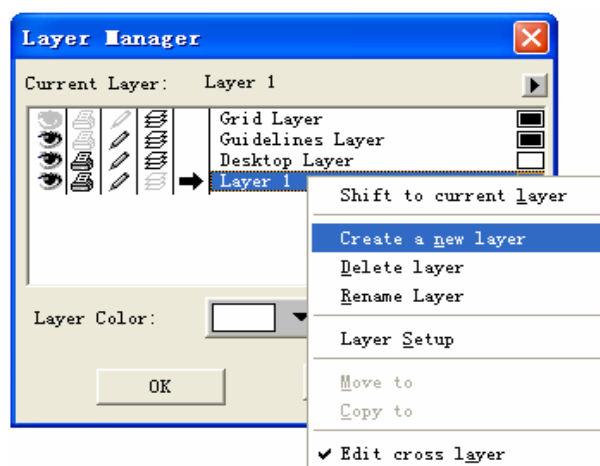 Layer Manager
Current Layer: Layer 1
Grid Layer
Guidelines Layer
Desktop Layer
Layer 1
Shift to current layer
Create a new layer
Delete layer
Rename Layer
Layer Color:
Layer Setup
OK
Move to
Copy to
Edit cross layer